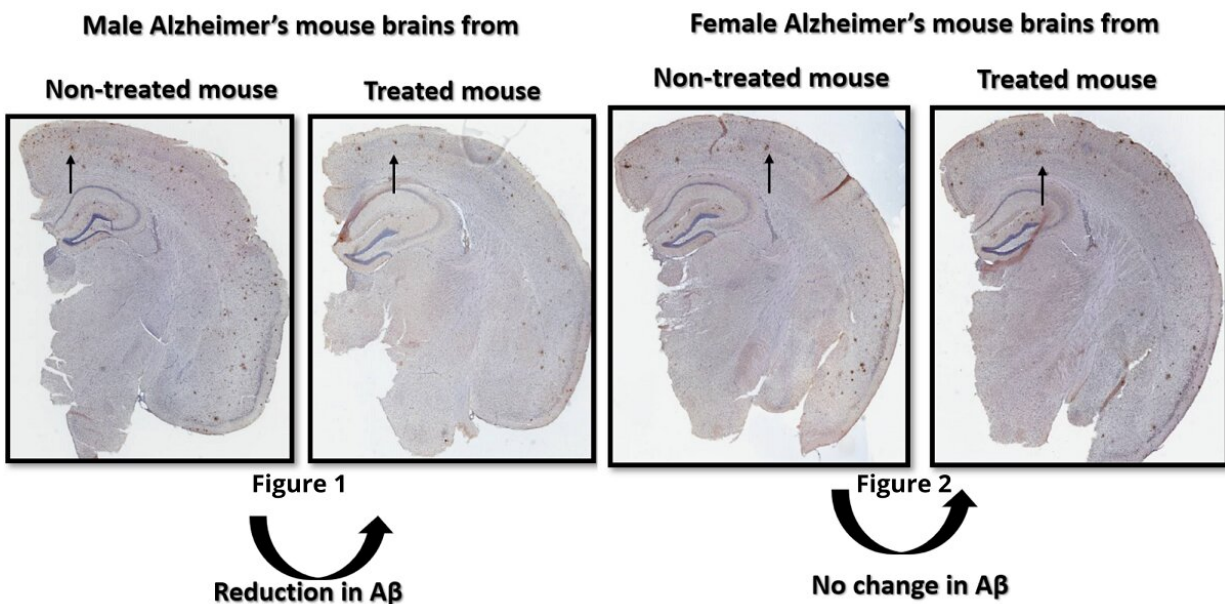 Male Alzheimer’s mouse brains from
Non-treated mouse
Treated mouse
Figure 1
Reduction in Aβ
Female Alzheimer’s mouse brains from
Non-treated mouse
Treated mouse
Figure 2
No change in Aβ